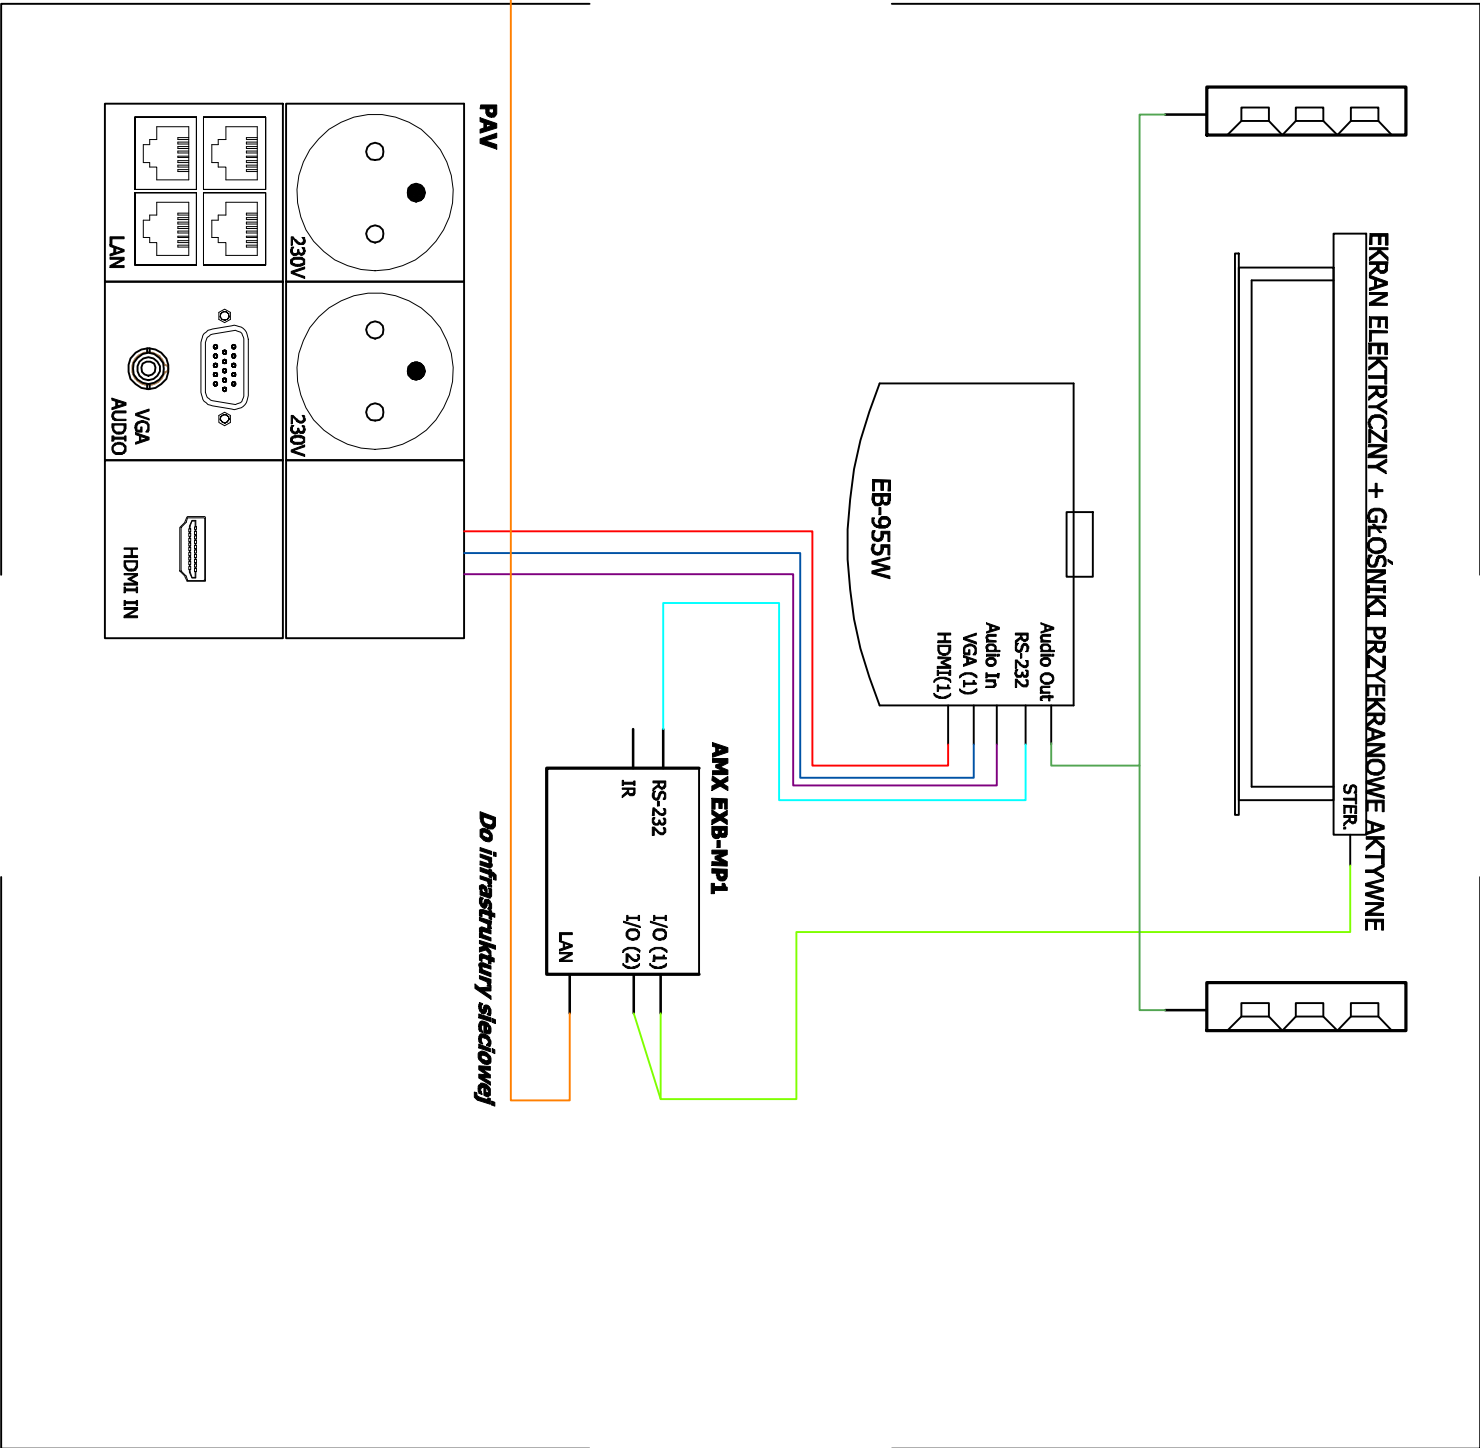 EKRAN ELEKTRYCZNY + GŁOŚNIKI PRZYEKRANOWE AKTYWNE
STER.
Audio Out
RS-232
Audio In
VGA (1)
HDMI(1)
EB-955W
AMX EXB-MP1
RS-232
IR
I/O (1)
I/O (2)
LAN
Do infrastruktury sieciowej
PAV
230V
230V
LAN
VGA
AUDIO
HDMI IN